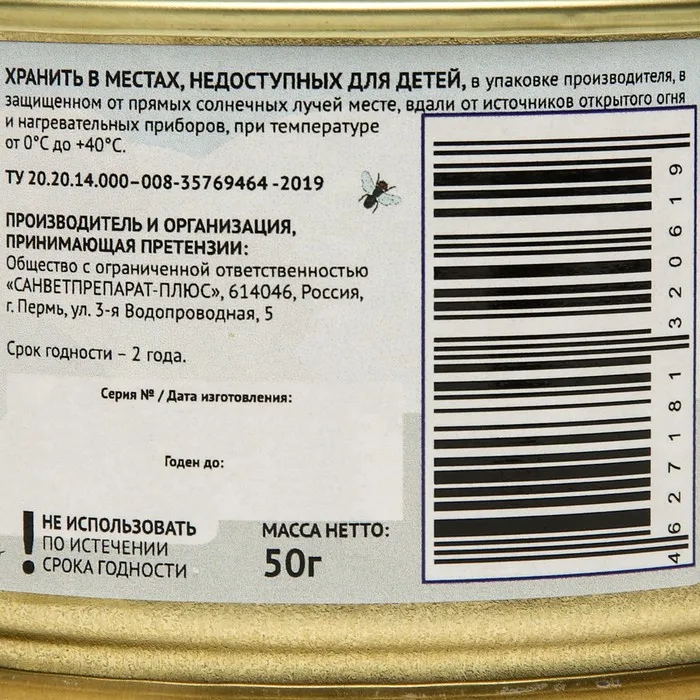 ХРАНИТЬ В МЕСТАХ, НЕДОСТУПНЫХ ДЛЯ ДЕТЕЙ, в упаковке производителя, в
защищенном от прямых солнечных лучей месте, вдали от источников открытого огня
и нагревательных приборов, при температуре
от 0°С до +40°С.
ТУ 20.20.14.000–008-35769464 -2019
ПРОИЗВОДИТЕЛЬ И ОРГАНИЗАЦИЯ,
ПРИНИМАЮЩАЯ ПРЕТЕНЗИИ:
Общество с ограниченной ответственностью
«САНВЕТПРЕПАРАТ-ПЛЮС», 614046, Россия,
г. Пермь, ул. 3-я Водопроводная, 5
Срок годности – 2 года.
Серия № / Дата изготовления:
Годен до:
! НЕ ИСПОЛЬЗОВАТЬ
ПО ИСТЕЧЕНИИ
СРОКА ГОДНОСТИ
МАССА НЕТТО:
50г
4627181320619